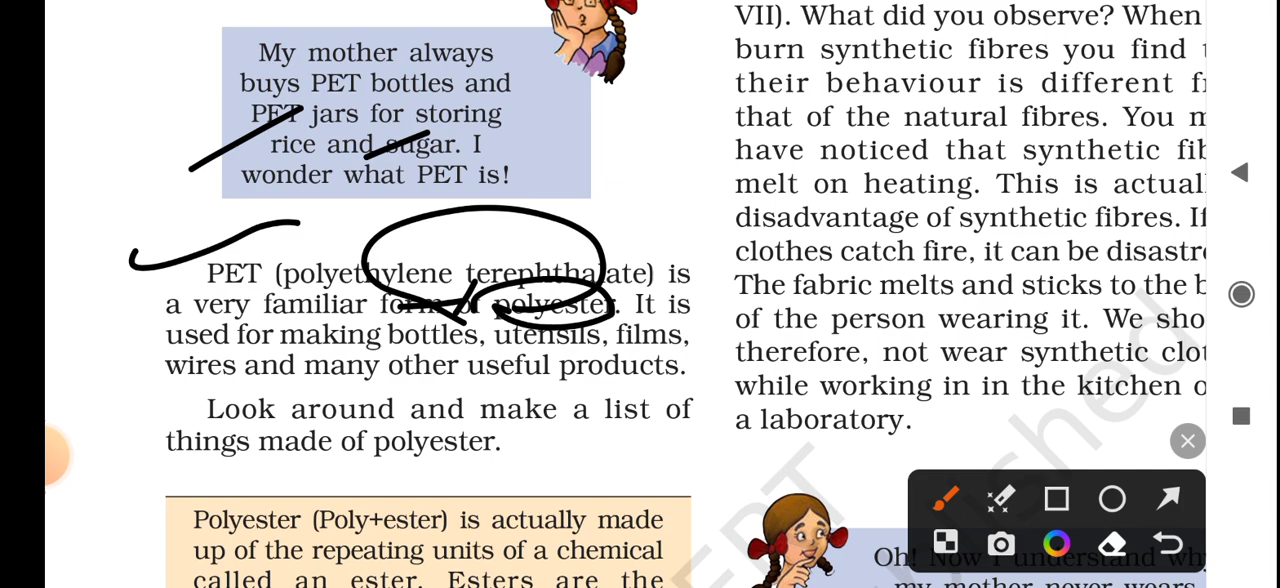 My mother always
buys PET bottles and
PET jars for storing
rice and sugar. I
wonder what PET is!
PET (polyethylene terephthalate) is
a very familiar form of polyester. It is
used for making bottles, utensils, films,
wires and many other useful products.
Look around and make a list of
things made of polyester.
Polyester (Poly+ester) is actually made
up of the repeating units of a chemical
called an ester. Esters are the
VII). What did you observe? When
burn synthetic fibres you find
their behaviour is different
that of the natural fibres. You
have noticed that synthetic
melt on heating. This is
disadvantage of synthetic fibres. If
clothes catch fire, it can be
The fabric melts and sticks to the
of the person wearing it. We
therefore, not wear synthetic
while working in in the kitchen
a laboratory.
Oh! Now I understand
my mother never wears